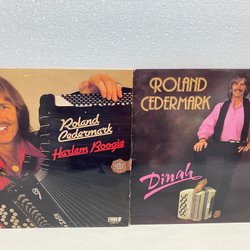 Roland
Cedermark
Harlem Boogie
ROLAND
CEDERMARK
Dinah